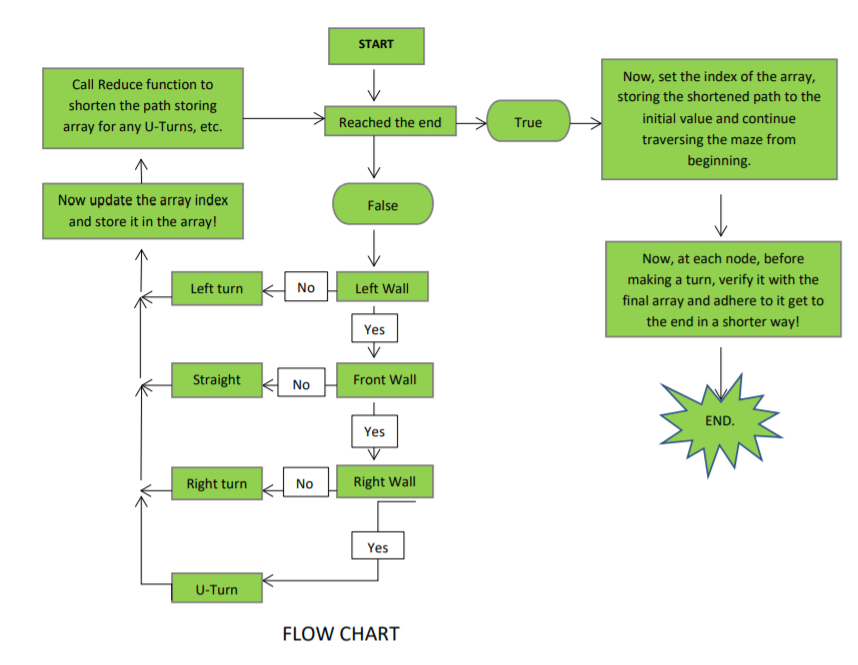 START
Call Reduce function to
shorten the path storing
array for any U-Turns, etc.
Reached the end
True
Now, set the index of the array,
storing the shortened path to the
initial value and continue
traversing the maze from
beginning.
Now update the array index
and store it in the array!
False
Now, at each node, before
making a turn, verify it with the
final array and adhere to it get to
the end in a shorter way!
Left turn
No
Left Wall
Yes
Straight
No
Front Wall
END.
Yes
Right turn
No
Right Wall
Yes
U-Turn
FLOW CHART